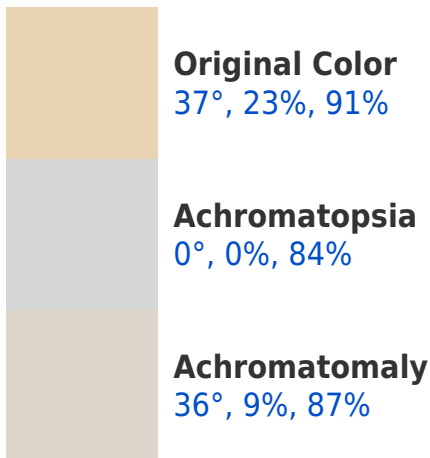 Original Color
37°, 23%, 91%
Achromatopsia
0°, 0%, 84%
Achromatomaly
36°, 9%, 87%